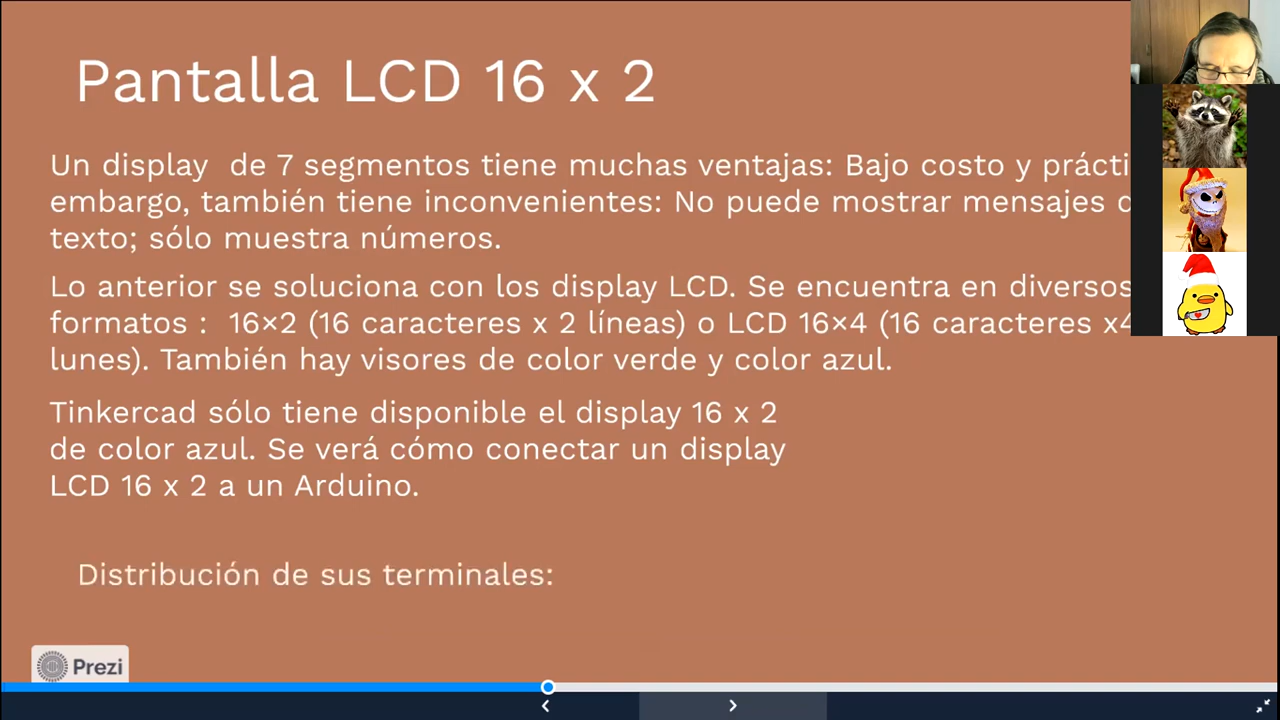 Pantalla LCD 16 x 2
Un display de 7 segmentos tiene muchas ventajas: Bajo costo y prácti
embargo, también tiene inconvenientes: No puede mostrar mensajes
texto; sólo muestra números.
Lo anterior se soluciona con los display LCD. Se encuentra en diversos
formatos : 16×2 (16 caracteres x 2 líneas) o LCD 16×4 (16 caracteres x4
lunes). También hay visores de color verde y color azul.
Tinkercad sólo tiene disponible el display 16 x 2
de color azul. Se verá cómo conectar un display
LCD 16 x 2 a un Arduino.
Distribución de sus terminales:
Prezi